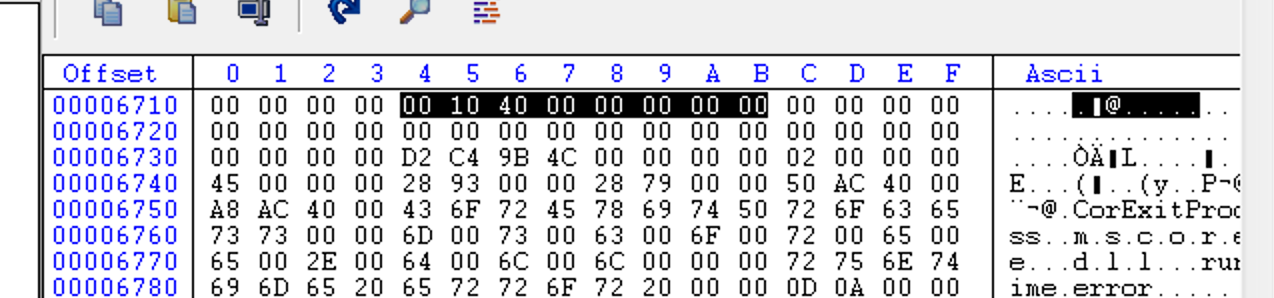 Offset 0 1 2 3 4 5 6 7 8 9 A B C D E F Ascii
00006710 00 00 00 00 00 10 40 00 00 00 00 00 00 00 00 00 .....▮@.......
00006720 00 00 00 00 00 00 00 00 00 00 00 00 00 00 00 00 ..............
00006730 00 00 00 00 D2 C4 9B 4C 00 00 00 00 02 00 00 00 ....ÒÄ▮L....▮.
00006740 45 00 00 00 28 93 00 00 28 79 00 00 50 AC 40 00 E...(▮..(y..P¬@
00006750 A8 AC 40 00 43 6F 72 45 78 69 74 50 72 6F 63 65 ¨¬@.CorExitProc
00006760 73 73 00 00 6D 00 73 00 63 00 6F 00 72 00 65 00 ss..m.s.c.o.r.e
00006770 65 00 2E 00 64 00 6C 00 6C 00 00 00 72 75 6E 74 e...d.l.l...run
00006780 69 6D 65 20 65 72 72 6F 72 20 00 00 0D 0A 00 00 ime.error.....